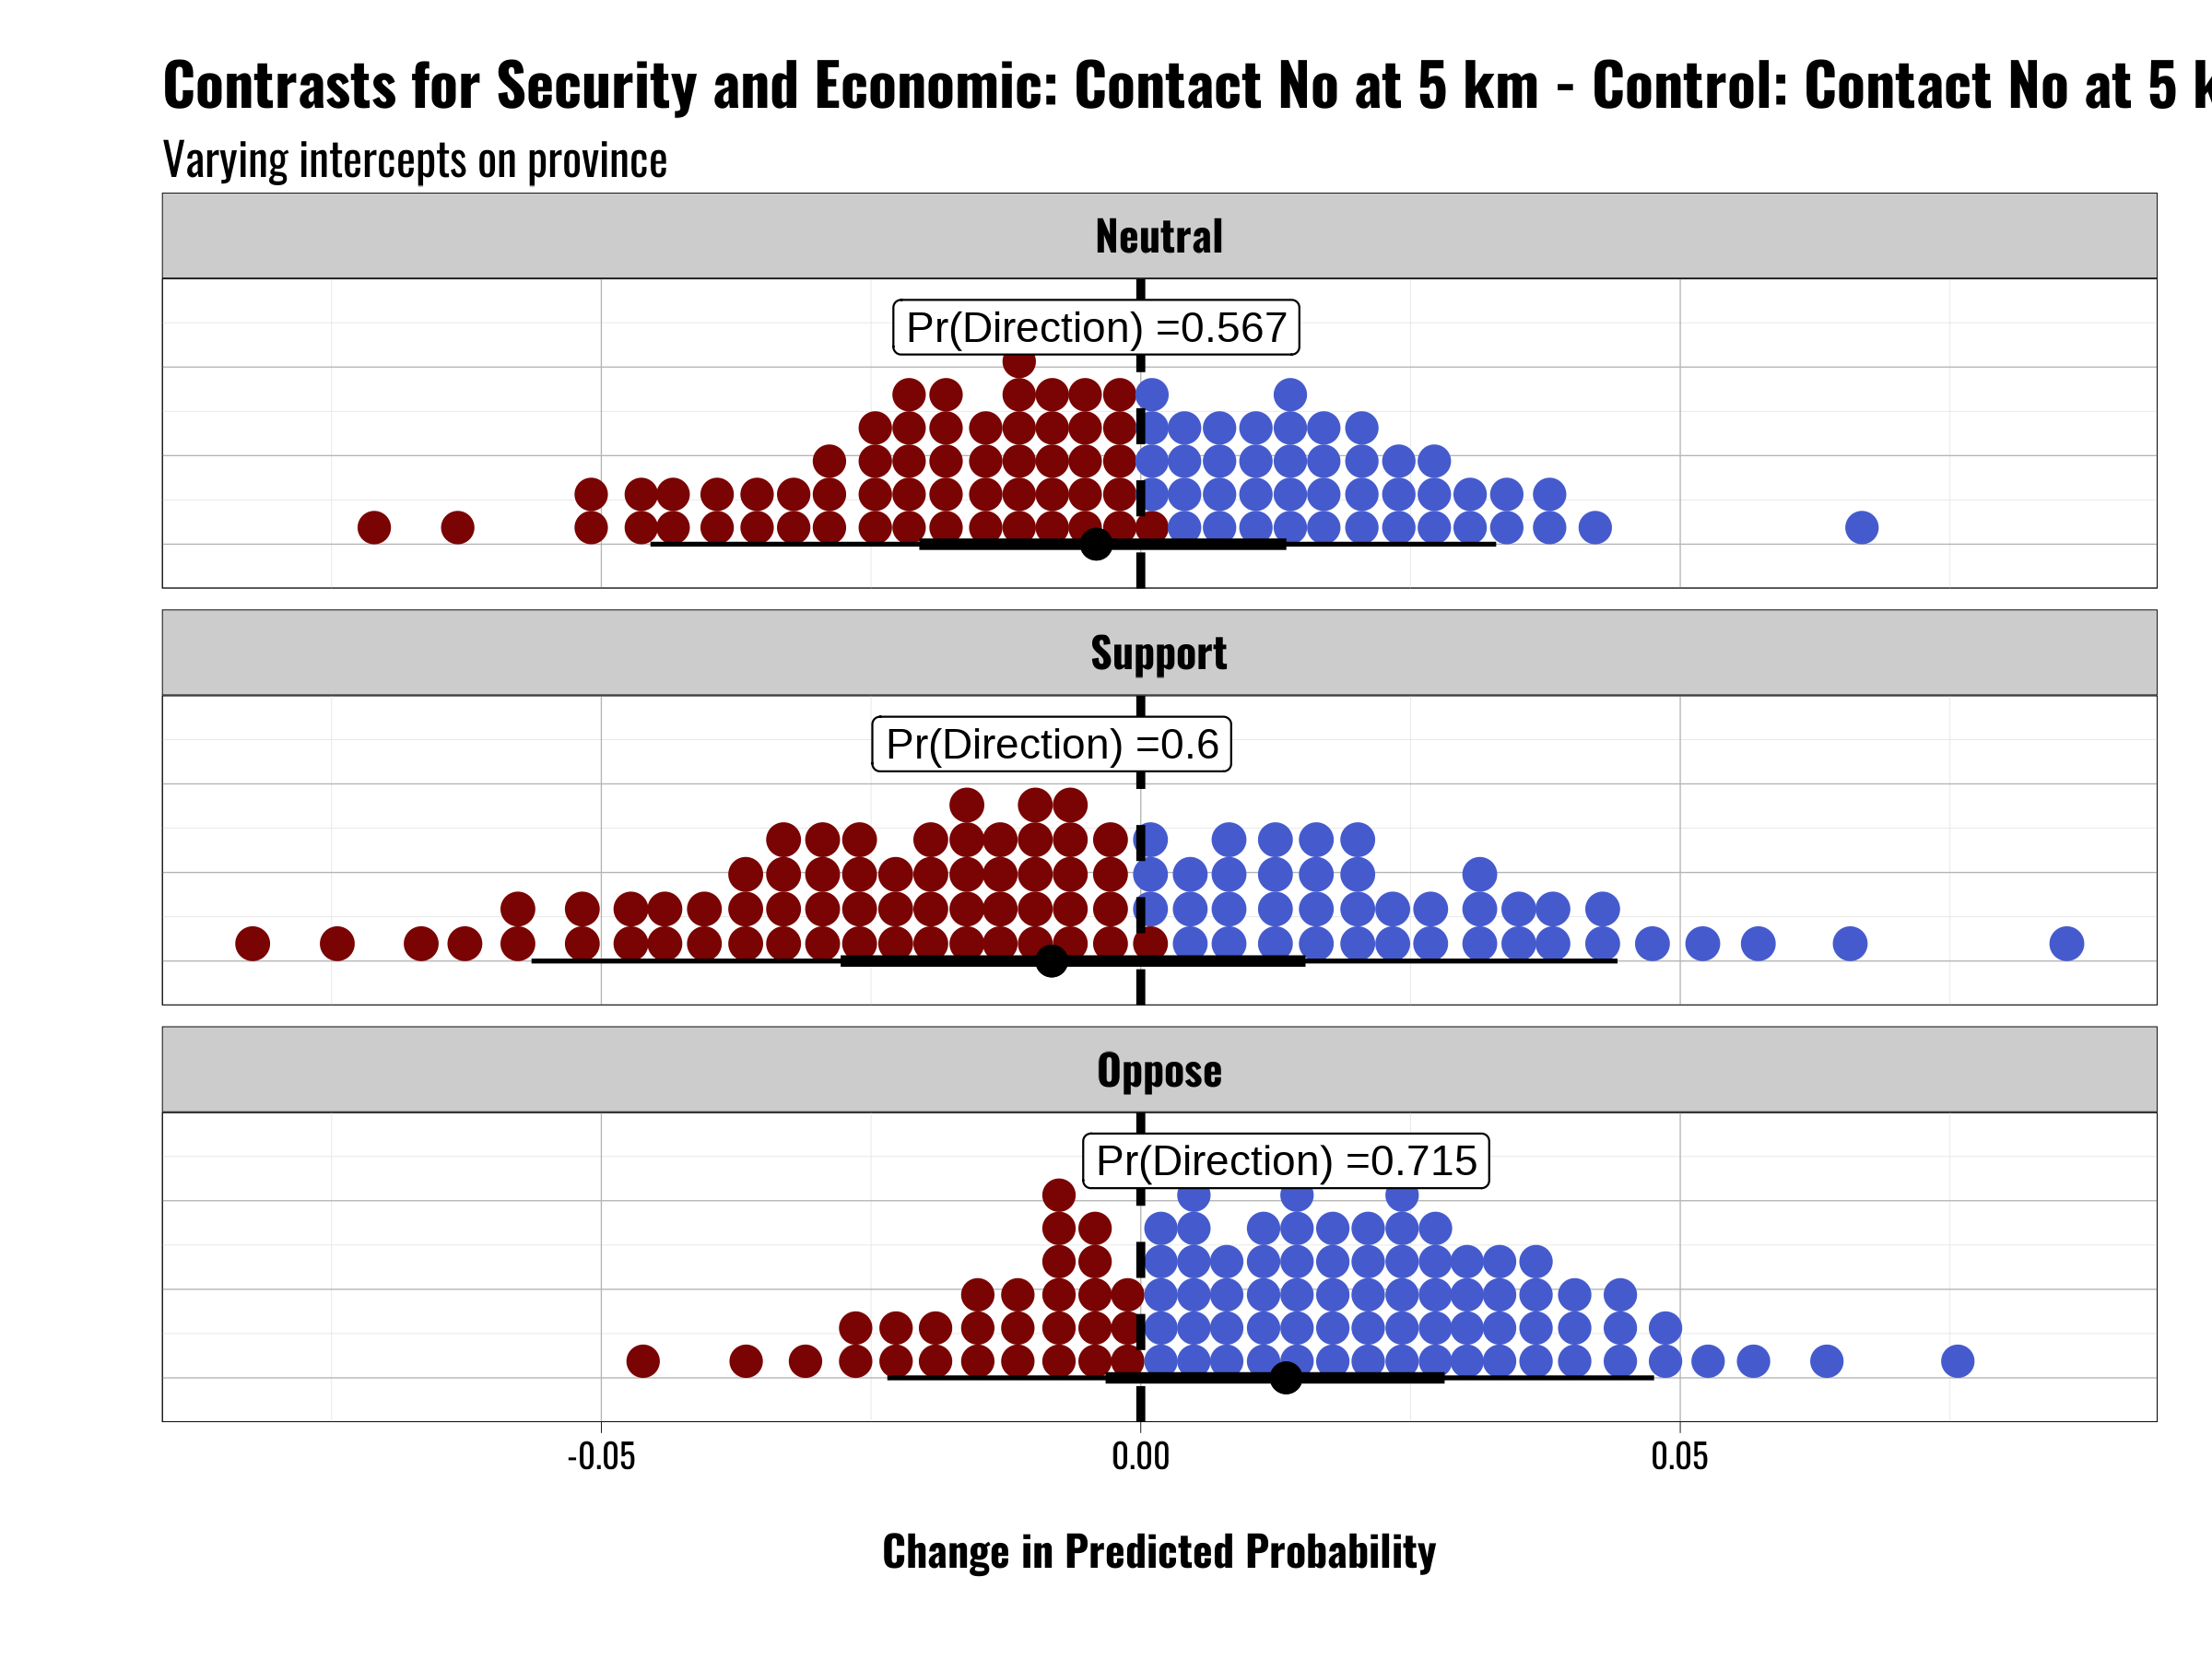 Contrasts for Security and Economic: Contact No at 5 km - Control: Contact No at 5 k
Varying intercepts on province
Neutral
Pr(Direction) =0.567
Support
Pr(Direction) =0.6
Oppose
Pr(Direction) =0.715
-0.05 0.00 0.05
Change in Predicted Probability